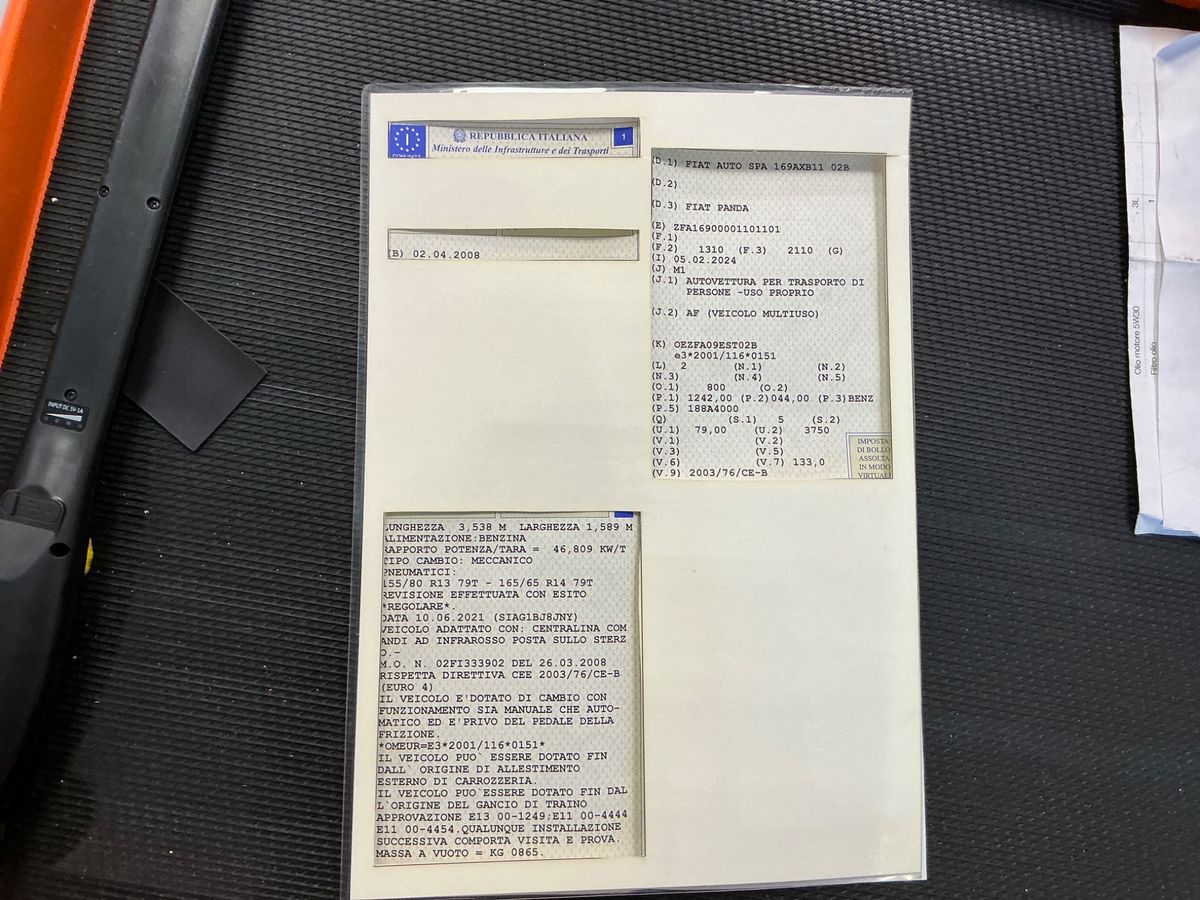 REPUBBLICA ITALIANA
1
I
COMUNITÀ
Ministero delle Infrastrutture e dei Trasporti
(B) 02.04.2008
(D.1) FIAT AUTO SPA 169AXB11 02B
(D.2)
(D.3) FIAT PANDA
(E) ZFA16900001101101
(F.1)
(F.2) 1310 (F.3) 2110 (G)
(I) 05.02.2024
(J) M1
(J.1) AUTOVETTURA PER TRASPORTO DI
PERSONE -USO PROPRIO
(J.2) AF (VEICOLO MULTIUSO)
(K) OEZFA09EST02B
e3*2001/116*0151
(L) 2 (N.1) (N.2)
(N.3) (N.4) (N.5)
(O.1) 800 (O.2)
(P.1) 1242,00 (P.2)044,00 (P.3)BENZ
(P.5) 188A4000
(Q) (S.1) 5 (S.2)
(U.1) 79,00 (U.2) 3750
(V.1) (V.2)
(V.3) (V.5)
(V.6) (V.7) 133,0
(V.9) 2003/76/CE-B
IMPOSTA
DI BOLLO
ASSOLTA
IN MODO
VIRTUALE
LUNGHEZZA 3,538 M LARGHEZZA 1,589 M
ALIMENTAZIONE:BENZINA
RAPPORTO POTENZA/TARA = 46,809 KW/T
TIPO CAMBIO: MECCANICO
PNEUMATICI:
155/80 R13 79T - 165/65 R14 79T
REVISIONE EFFETTUATA CON ESITO
*REGOLARE*.
DATA 10.06.2021 (SIAG1BJ8JNY)
VEICOLO ADATTATO CON: CENTRALINA COM
ANDI AD INFRAROSSO POSTA SULLO STERZ
O.-
M.O. N. 02FI333902 DEL 26.03.2008
RISPETTA DIRETTIVA CEE 2003/76/CE-B
(EURO 4)
IL VEICOLO E'DOTATO DI CAMBIO CON
FUNZIONAMENTO SIA MANUALE CHE AUTO-
MATICO ED E'PRIVO DEL PEDALE DELLA
FRIZIONE.
*OMEUR=E3*2001/116*0151*
IL VEICOLO PUO` ESSERE DOTATO FIN
DALL` ORIGINE DI ALLESTIMENTO
ESTERNO DI CARROZZERIA.
IL VEICOLO PUO`ESSERE DOTATO FIN DAL
L`ORIGINE DEL GANCIO DI TRAINO
APPROVAZIONE E13 00-1249;E11 00-4444
E11 00-4454.QUALUNQUE INSTALLAZIONE
SUCCESSIVA COMPORTA VISITA E PROVA.
MASSA A VUOTO = KG 0865.
INPUT DC 5V-1A
Olio motore 5W30 3L
Filtro olio 1